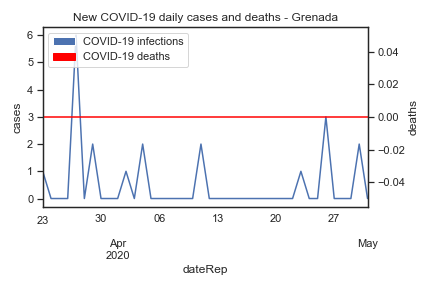 New COVID-19 daily cases and deaths - Grenada
COVID-19 infections
COVID-19 deaths
cases
6
5
4
3
2
1
0
deaths
0.04
0.02
0.00
−0.02
−0.04
23 30 06 13 20 27
Apr May
2020
dateRep